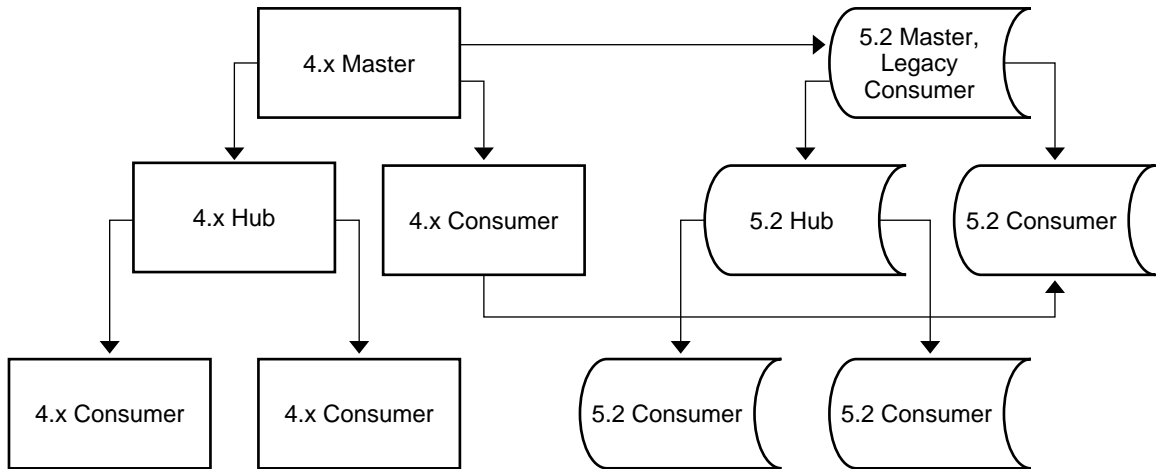 4.x Master
5.2 Master,
Legacy
Consumer
4.x Hub
4.x Consumer
5.2 Hub
5.2 Consumer
4.x Consumer
4.x Consumer
5.2 Consumer
5.2 Consumer